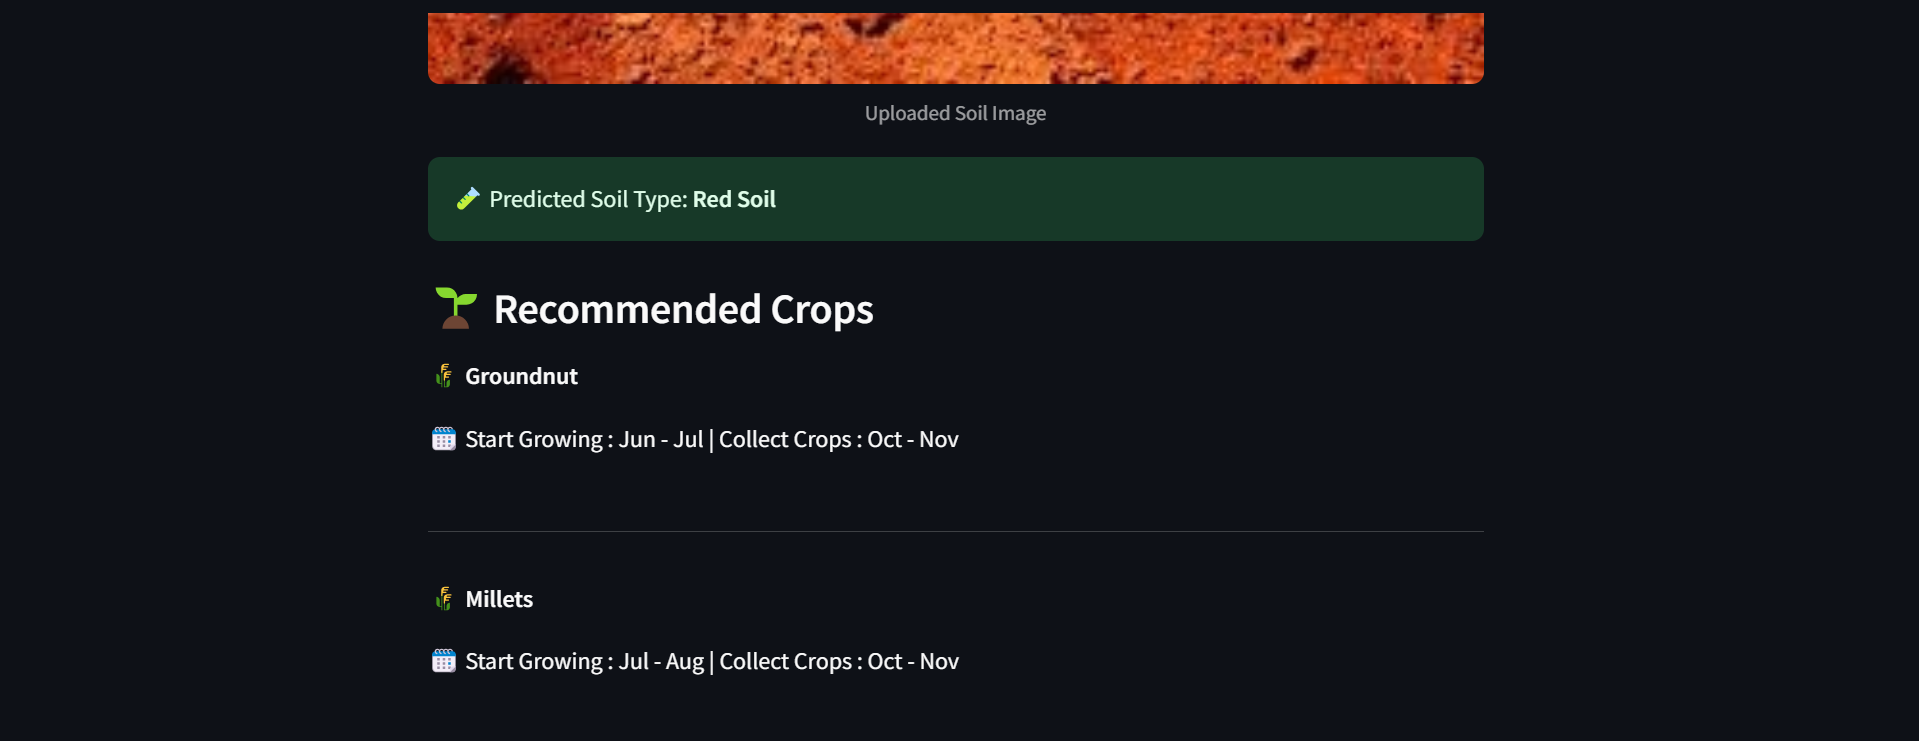 Uploaded Soil Image
Predicted Soil Type: Red Soil
Recommended Crops
Groundnut
Start Growing : Jun - Jul | Collect Crops : Oct - Nov
Millets
Start Growing : Jul - Aug | Collect Crops : Oct - Nov